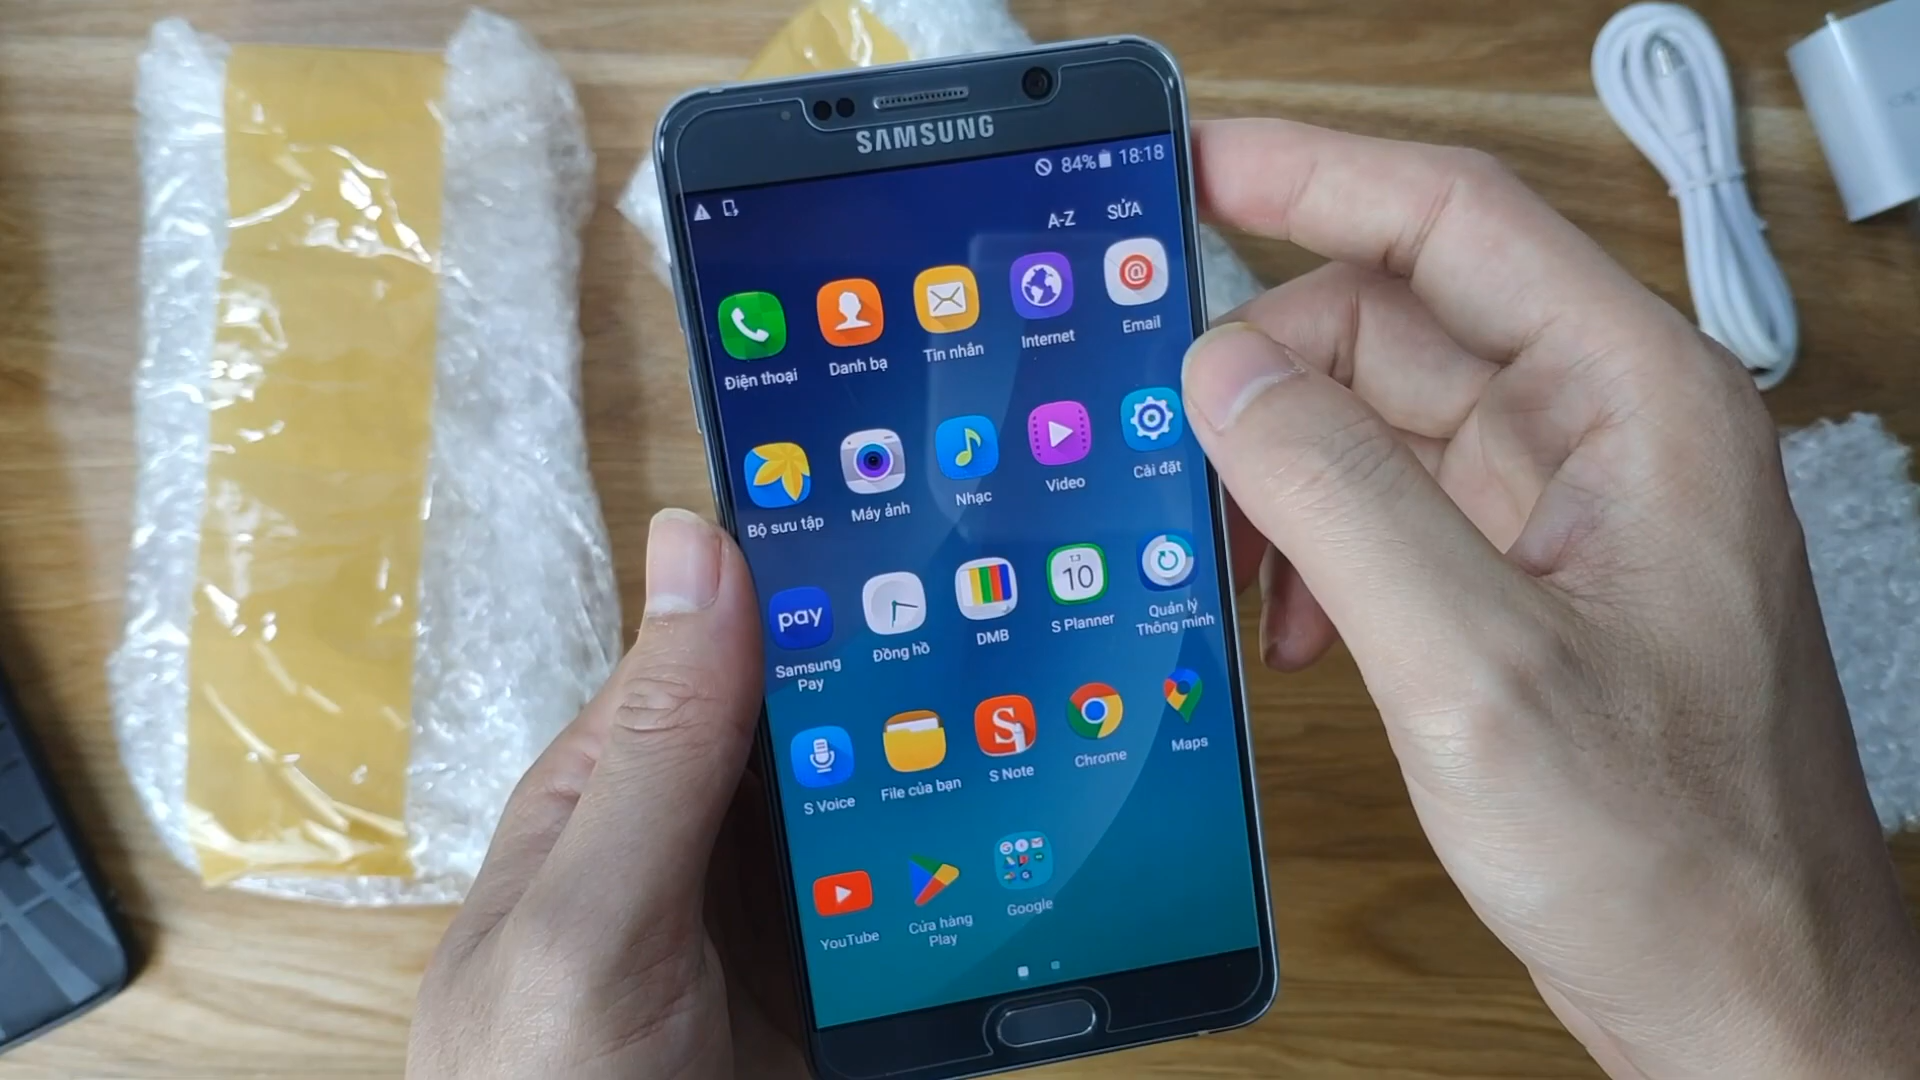 SAMSUNG
84% 18:18
A-Z SỬA
Điện thoại Danh bạ Tin nhắn Internet Email
Bộ sưu tập Máy ảnh Nhạc Video Cài đặt
pay
10
Samsung
Pay
Đồng hồ DMB S Planner
Quản lý
Thông minh
S
S Voice File của bạn S Note Chrome Maps
YouTube
Cửa hàng
Play
Google